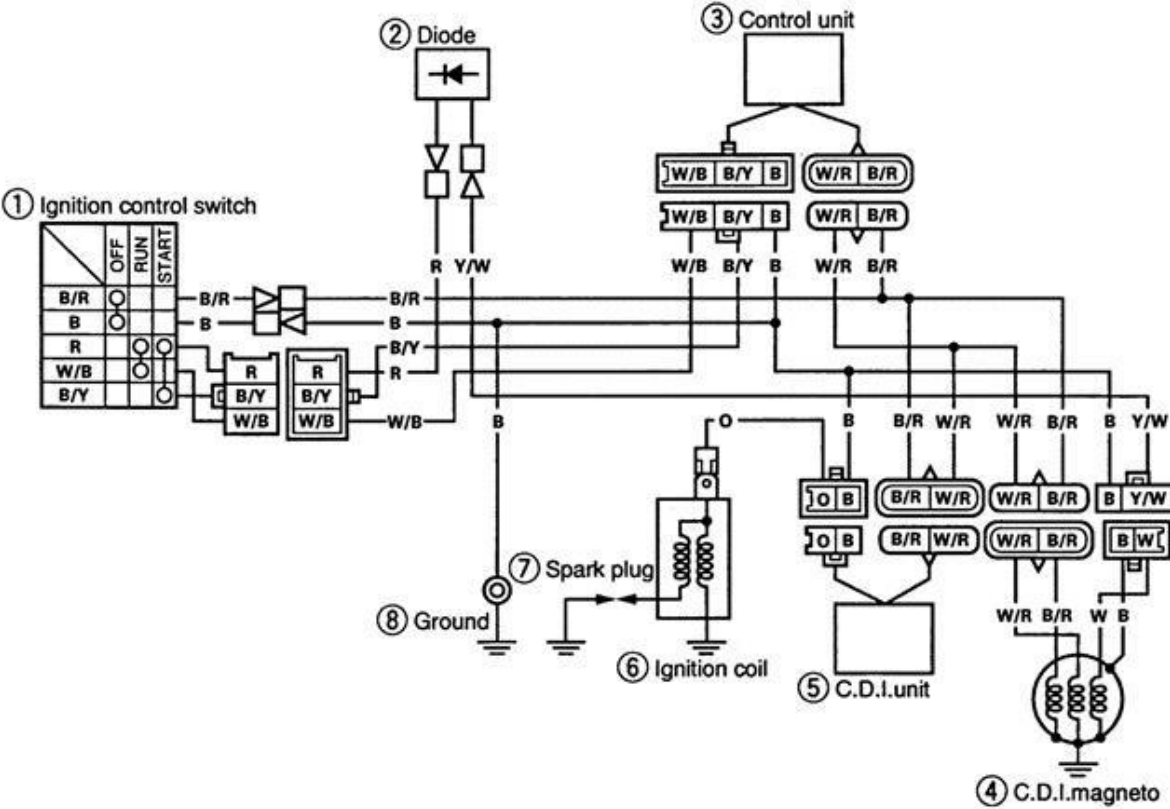 ③ Control unit
② Diode
W/B B/Y B W/R B/R
① Ignition control switch
OFF RUN START
W/B B/Y B W/R B/R
R Y/W W/B B/Y B W/R B/R
B/R B/R B/R
B B B
R B/Y
W/B R R R
B/Y B/Y B/Y
W/B W/B W/B B O B B/R W/R W/R B/R B Y/W
O B B/R W/R W/R B/R B Y/W
O B B/R W/R W/R B/R B W
⑦ Spark plug
⑧ Ground
W/R B/R W B
⑥ Ignition coil
⑤ C.D.I.unit
④ C.D.I.magneto